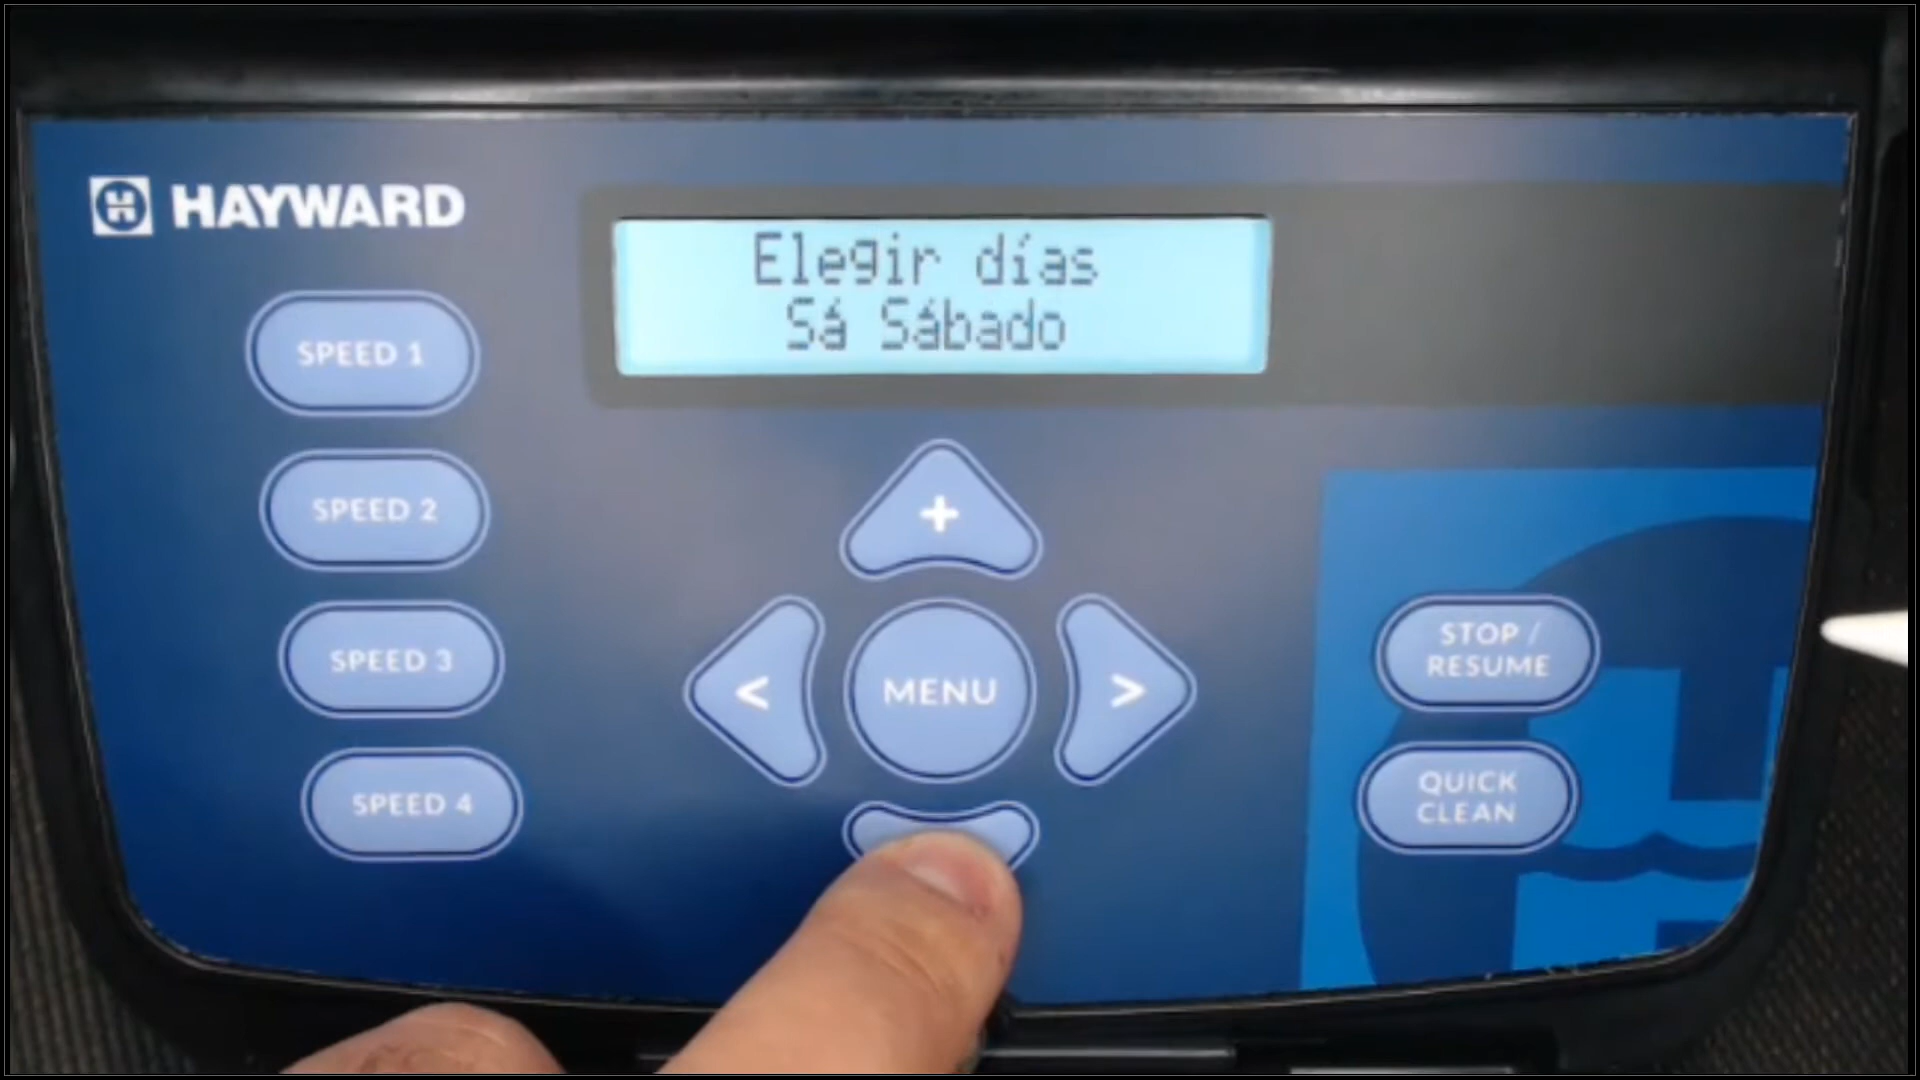 HAYWARD
Elegir días
Sá Sábado
SPEED 1
SPEED 2
SPEED 3
SPEED 4
+
<
MENU
>
STOP /
RESUME
QUICK
CLEAN